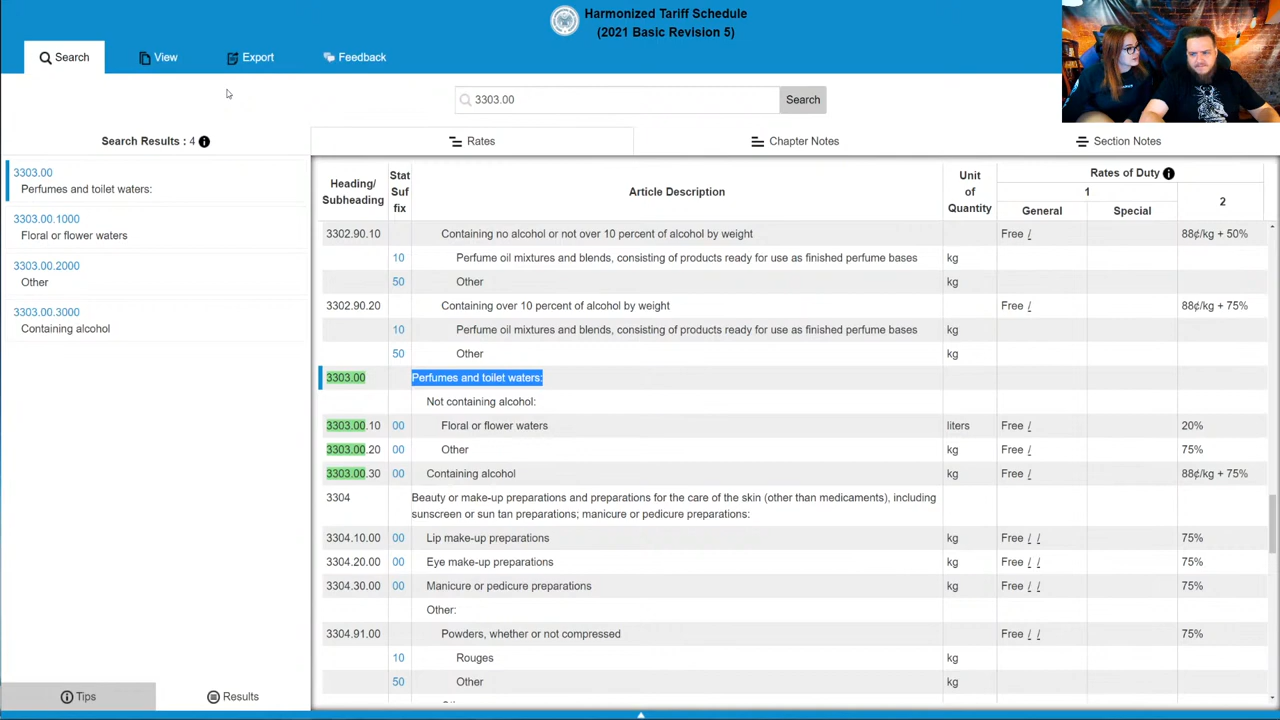 Harmonized Tariff Schedule
(2021 Basic Revision 5)
Search
View
Export
Feedback
3303.00
Search
Search Results : 4
Rates
Chapter Notes
Section Notes
3303.00
Perfumes and toilet waters:
3303.00.1000
Floral or flower waters
3303.00.2000
Other
3303.00.3000
Containing alcohol
Heading/
Subheading
Stat
Suf
fix
Article Description
Unit
of
Quantity
Rates of Duty
1
2
General
Special
3302.90.10 Containing no alcohol or not over 10 percent of alcohol by weight Free / 88¢/kg + 50%
10 Perfume oil mixtures and blends, consisting of products ready for use as finished perfume bases kg
50 Other kg
3302.90.20 Containing over 10 percent of alcohol by weight Free / 88¢/kg + 75%
10 Perfume oil mixtures and blends, consisting of products ready for use as finished perfume bases kg
50 Other kg
3303.00 Perfumes and toilet waters:
Not containing alcohol:
3303.00.10 00 Floral or flower waters liters Free / 20%
3303.00.20 00 Other kg Free / 75%
3303.00.30 00 Containing alcohol kg Free / 88¢/kg + 75%
3304 Beauty or make-up preparations and preparations for the care of the skin (other than medicaments), including
sunscreen or sun tan preparations; manicure or pedicure preparations:
3304.10.00 00 Lip make-up preparations kg Free / / 75%
3304.20.00 00 Eye make-up preparations kg Free / / 75%
3304.30.00 00 Manicure or pedicure preparations kg Free / / 75%
Other:
3304.91.00 Powders, whether or not compressed Free / / 75%
10 Rouges kg
50 Other kg
Tips
Results